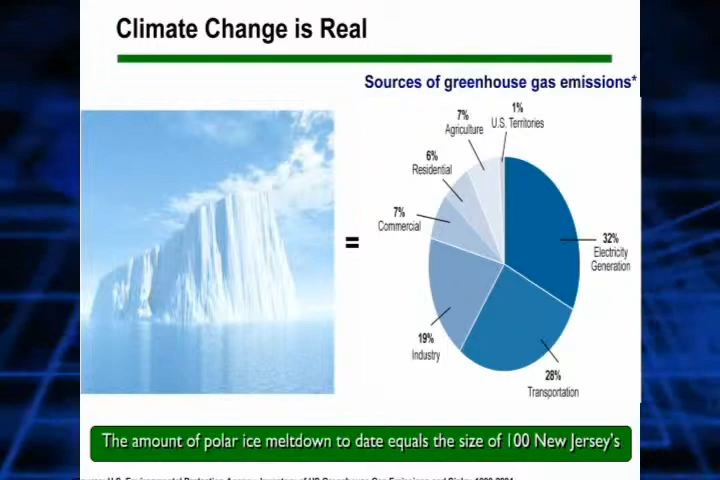 Climate Change is Real
Sources of greenhouse gas emissions*
1%
U.S. Territories
7%
Agriculture
6%
Residential
7%
Commercial
=
32%
Electricity
Generation
19%
Industry
28%
Transportation
The amount of polar ice meltdown to date equals the size of 100 New Jersey's